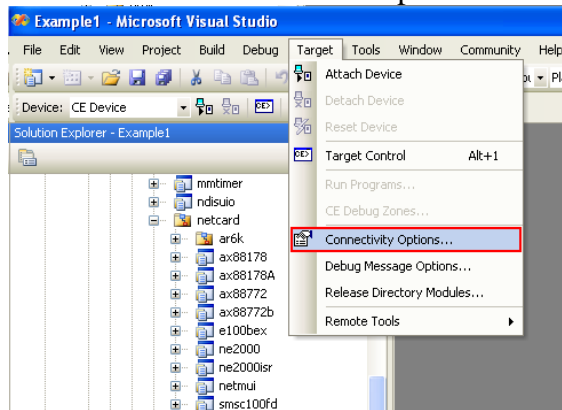 Example1 - Microsoft Visual Studio
File Edit View Project Build Debug Target Tools Window Community Help
Device: CE Device
Solution Explorer - Example1
Attach Device
Detach Device
Reset Device
Target Control Alt+1
Run Programs...
CE Debug Zones...
Connectivity Options...
Debug Message Options...
Release Directory Modules...
Remote Tools
mmtimer
ndisuio
netcard
ar6k
ax88178
ax88178A
ax88772
ax88772b
e100bex
ne2000
ne2000isr
netmui
smsc100fd